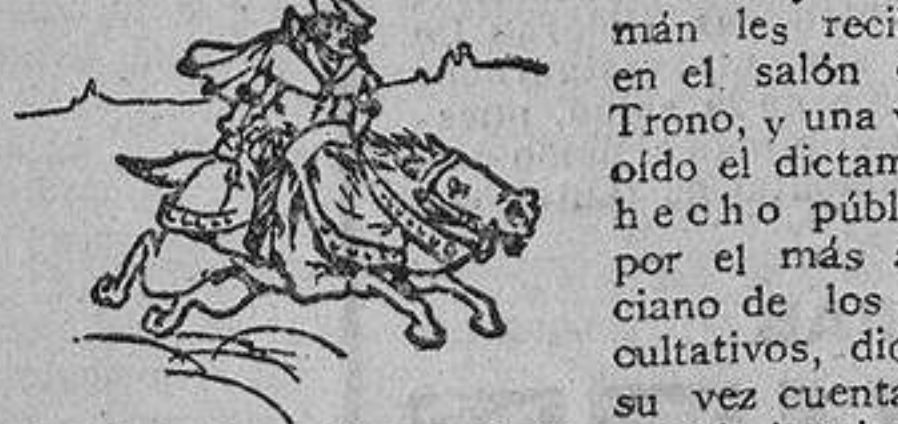 mán les reci
en el salón
Trono, y una v
oído el dictam
hecho públ
por el más a
ciano de los
cultativos, dic
su vez cuenta